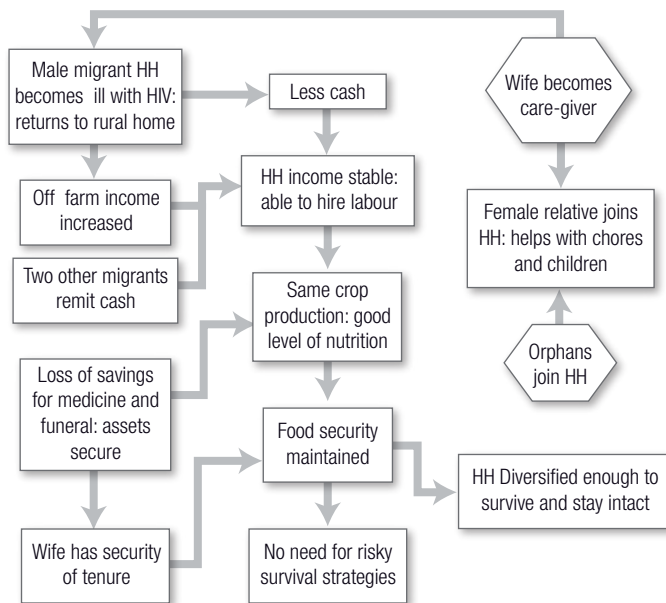 Male migrant HH
becomes ill with HIV:
returns to rural home
Less cash
Wife becomes
care-giver
Off farm income
increased
HH income stable:
able to hire labour
Female relative joins
HH: helps with chores
and children
Two other migrants
remit cash
Same crop
production: good
level of nutrition
Orphans
join HH
Loss of savings
for medicine and
funeral: assets
secure
Food security
maintained
HH Diversified enough to
survive and stay intact
Wife has security
of tenure
No need for risky
survival strategies